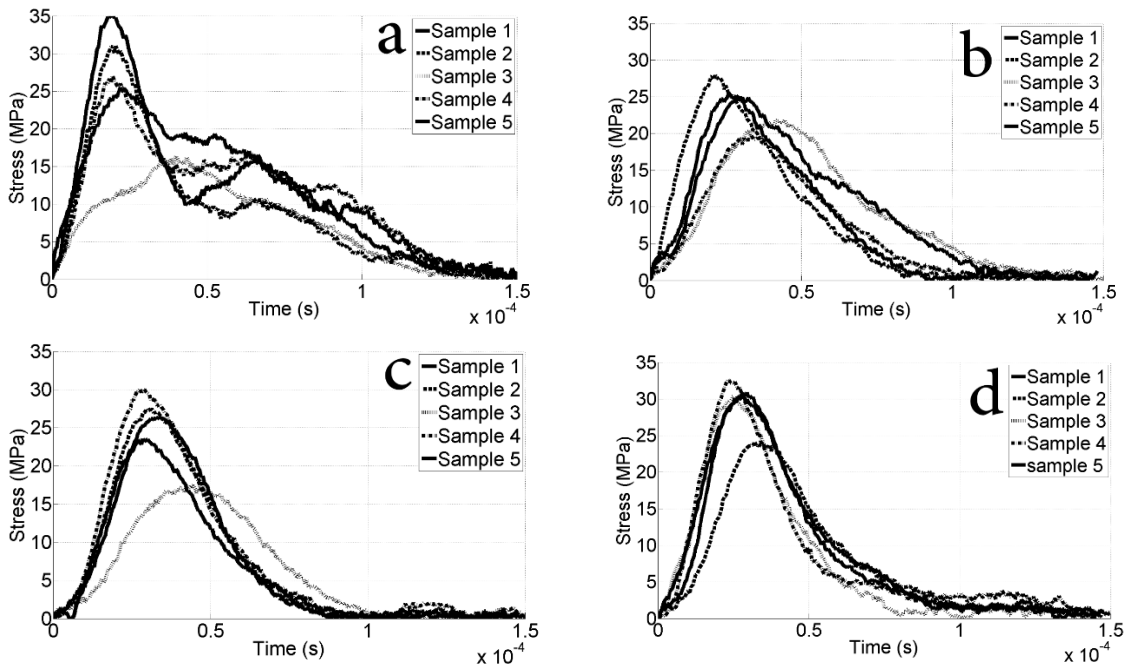 a
Sample 1
Sample 2
Sample 3
Sample 4
Sample 5
Stress (MPa)
35
30
25
20
15
10
5
0
0 0.5 1 1.5
Time (s)
x 10-4
b
Sample 1
Sample 2
Sample 3
Sample 4
Sample 5
Stress (MPa)
35
30
25
20
15
10
5
0
0 0.5 1 1.5
Time (s)
x 10-4
c
Sample 1
Sample 2
Sample 3
Sample 4
Sample 5
Stress (MPa)
35
30
25
20
15
10
5
0
0 0.5 1 1.5
Time (s)
x 10-4
d
Sample 1
Sample 2
Sample 3
Sample 4
sample 5
Stress (MPa)
35
30
25
20
15
10
5
0
0 0.5 1 1.5
Time (s)
x 10-4